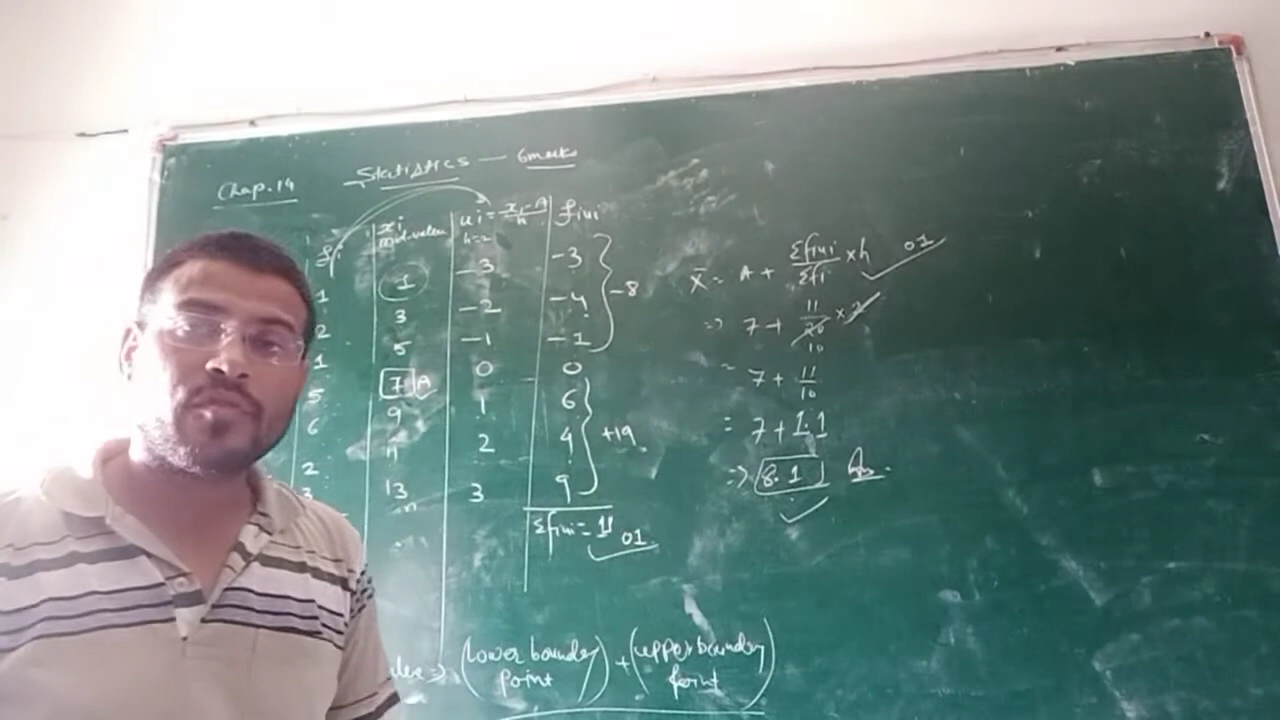 Chap. 14 Statistics — 6 marks
fi xi mid-value ui = xi-A/h h=2 fiui
1 1 -3 -3
2 3 -2 -4
1 5 -1 -1 } -8
5 7 A 0 0
6 9 1 6
2 11 2 4 } +19
3 13 3 9
Σfiui = 11 01
x̄ = A + Σfiui/Σfi × h 01
⇒ 7 + 11/20 × 2
10
= 7 + 11/10
= 7 + 1.1
⇒ 8.1 Ans.
⇒ (lower boundary point) + (upper boundary point)